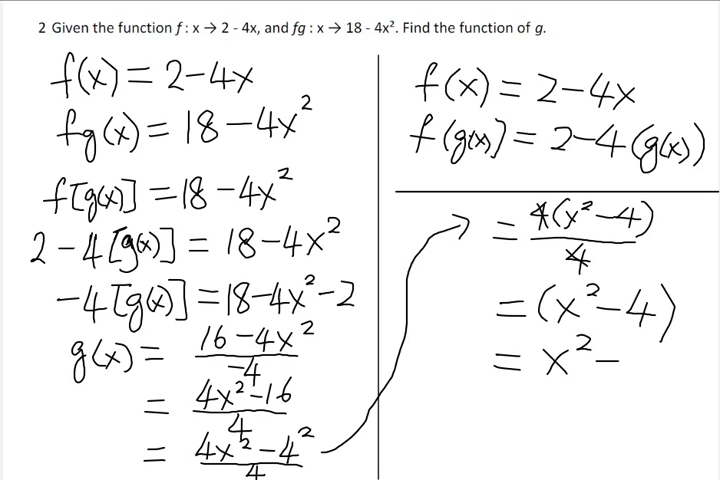 2 Given the function f : x → 2 - 4x, and fg : x → 18 - 4x². Find the function of g.
f(x) = 2-4x
fg(x) = 18-4x²
f[g(x)] = 18-4x²
2-4[g(x)] = 18-4x²
-4[g(x)] = 18-4x²-2
g(x) = (16-4x²)/-4
= (4x²-16)/4
= (4x²-4²)/4
f(x) = 2-4x
f(g(x)] = 2-4(g(x))
= 4(x²-4)/4
= (x²-4)
= x²-